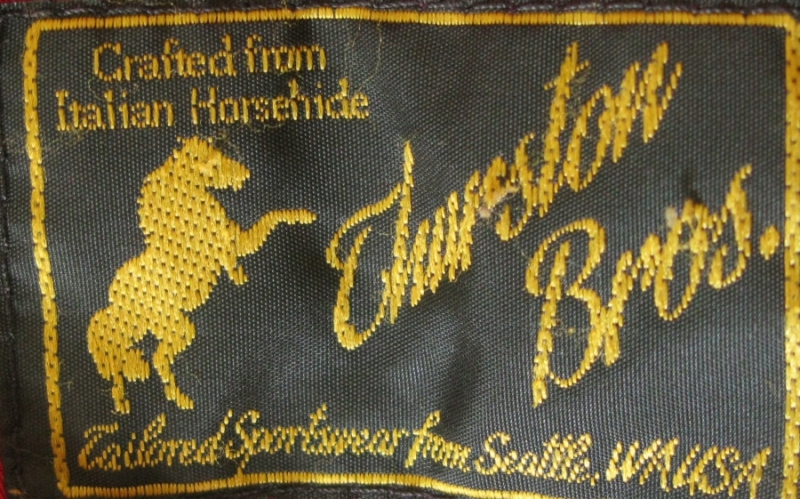 Crafted from
Italian Horsehide
Thurston
Bros.
Tailored Sportswear from Seattle, WA USA